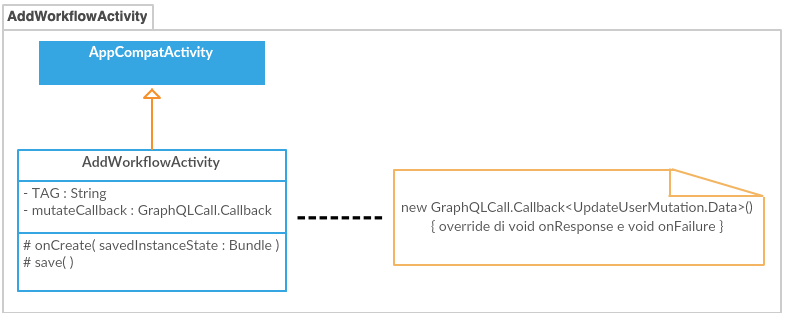 AddWorkflowActivity
AppCompatActivity
AddWorkflowActivity
- TAG : String
- mutateCallback : GraphQLCall.Callback
# onCreate( savedInstanceState : Bundle )
# save( )
new GraphQLCall.Callback<UpdateUserMutation.Data>()
{ override di void onResponse e void onFailure }